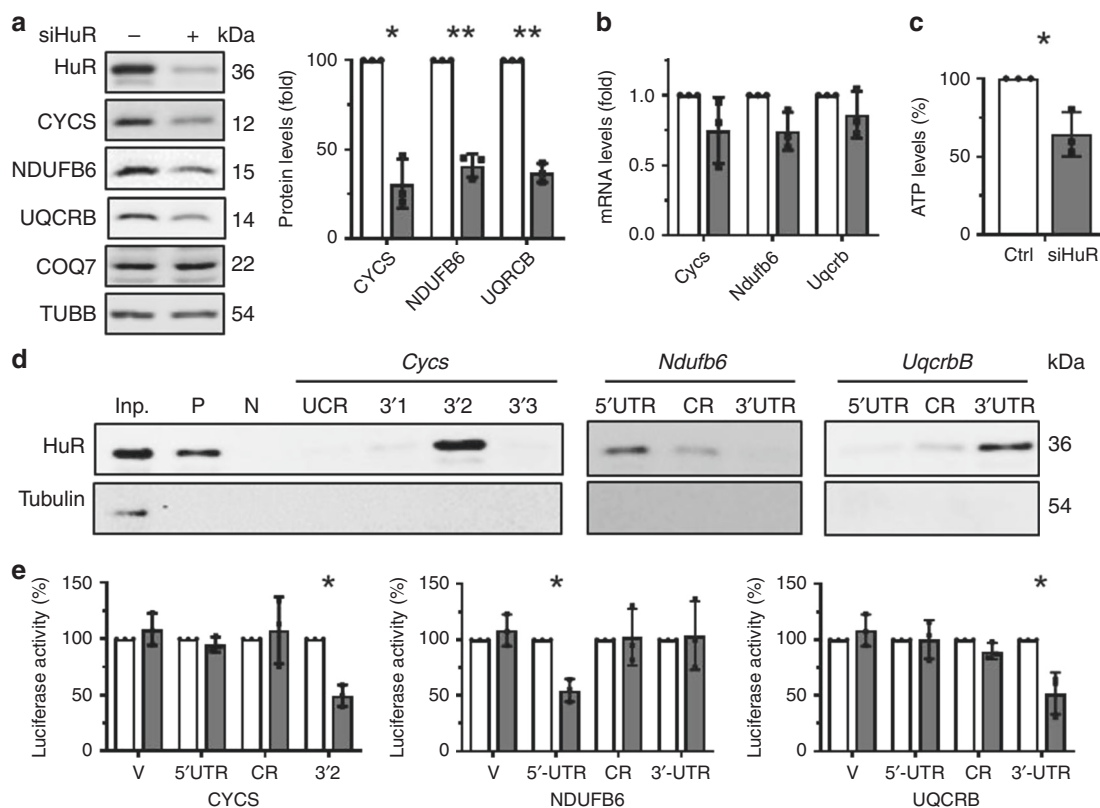 a
siHuR – + kDa
HuR 36
CYCS 12
NDUFB6 15
UQCRB 14
COQ7 22
TUBB 54
* ** **
Protein levels (fold)
100
50
0
CYCS NDUFB6 UQRCB
b
mRNA levels (fold)
1.0
0.5
0.0
Cycs Ndufb6 Uqcrb
c
*
ATP levels (%)
100
50
0
Ctrl siHuR
d
Cycs Ndufb6 UqcrbB kDa
Inp. P N UCR 3′1 3′2 3′3 5′UTR CR 3′UTR 5′UTR CR 3′UTR
HuR 36
Tubulin 54
e
Luciferase activity (%)
150
100
50
0
*
V 5′UTR CR 3′2
CYCS
Luciferase activity (%)
150
100
50
0
*
V 5′-UTR CR 3′-UTR
NDUFB6
Luciferase activity (%)
150
100
50
0
*
V 5′-UTR CR 3′-UTR
UQCRB